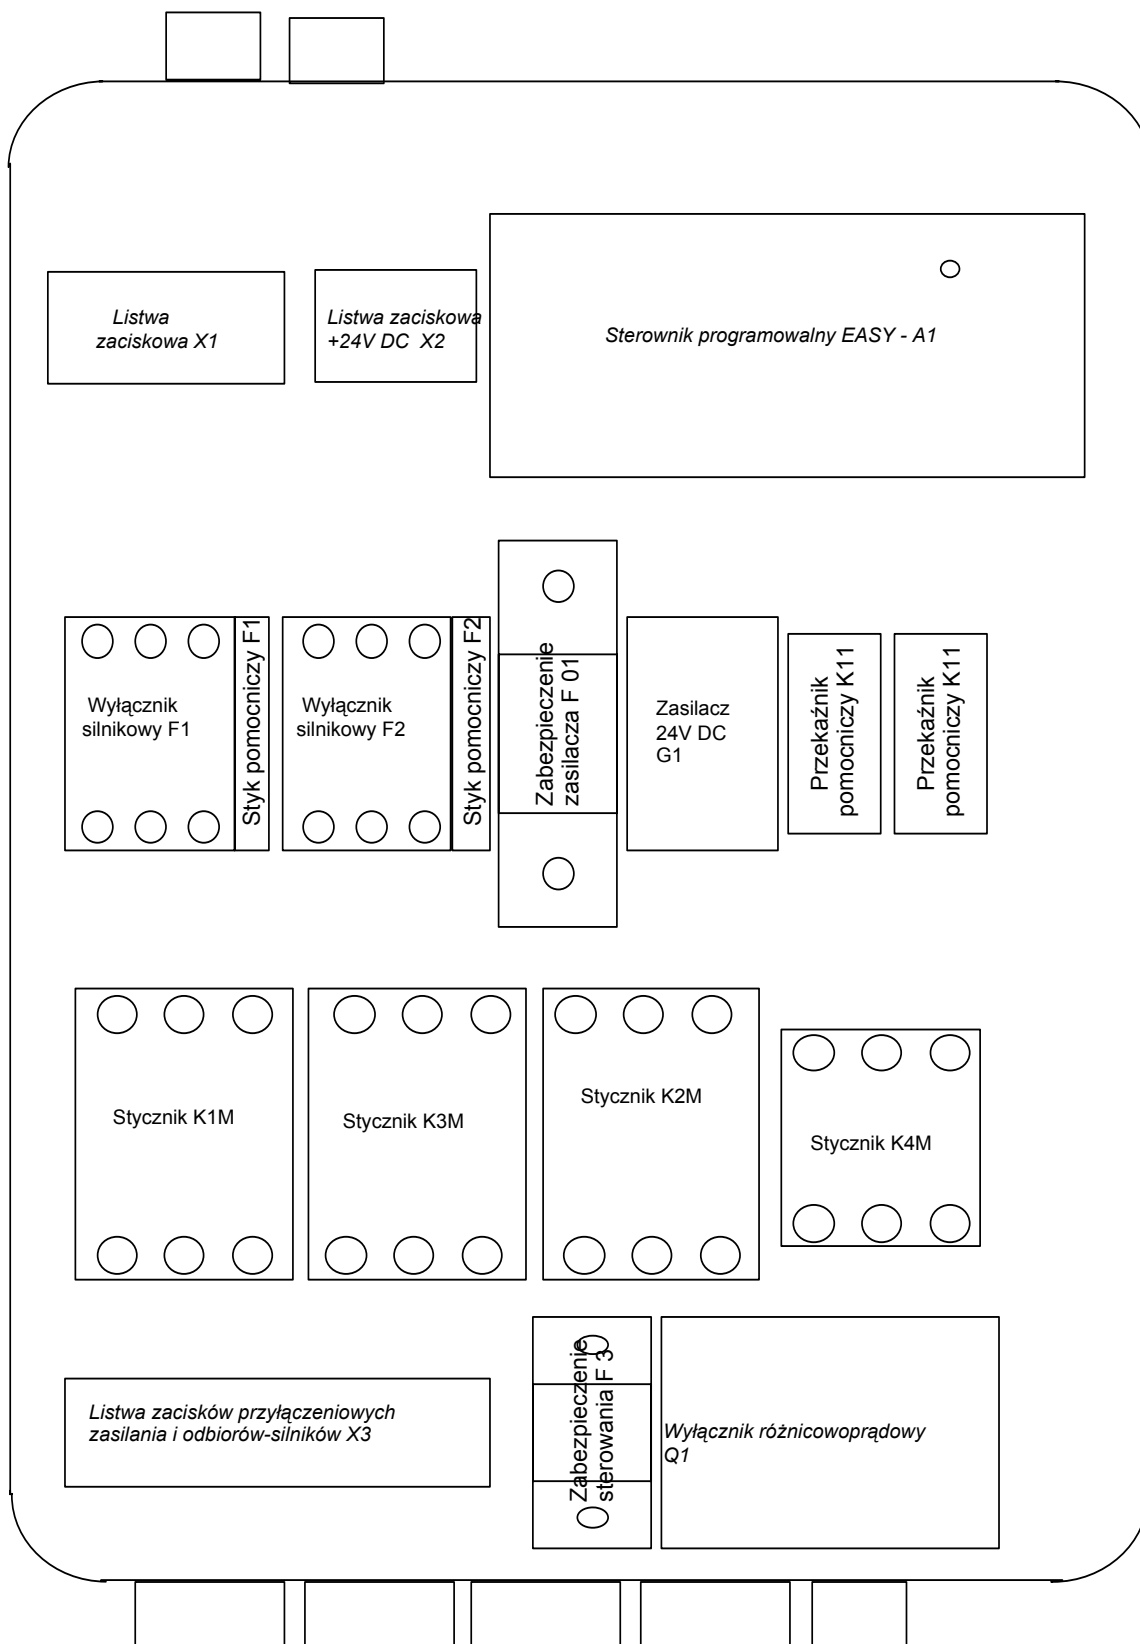 Listwa
zaciskowa X1
Listwa zaciskowa
+24V DC X2
Sterownik programowalny EASY - A1
Wyłącznik
silnikowy F1
Styk pomocniczy F1
Wyłącznik
silnikowy F2
Styk pomocniczy F2
Zabezpieczenie
zasilacza F 01
Zasilacz
24V DC
G1
Przekaźnik
pomocniczy K11
Przekaźnik
pomocniczy K11
Stycznik K1M
Stycznik K3M
Stycznik K2M
Stycznik K4M
Listwa zacisków przyłączeniowych
zasilania i odbiorów-silników X3
Zabezpieczenie
sterowania F 3
Wyłącznik różnicowoprądowy
Q1